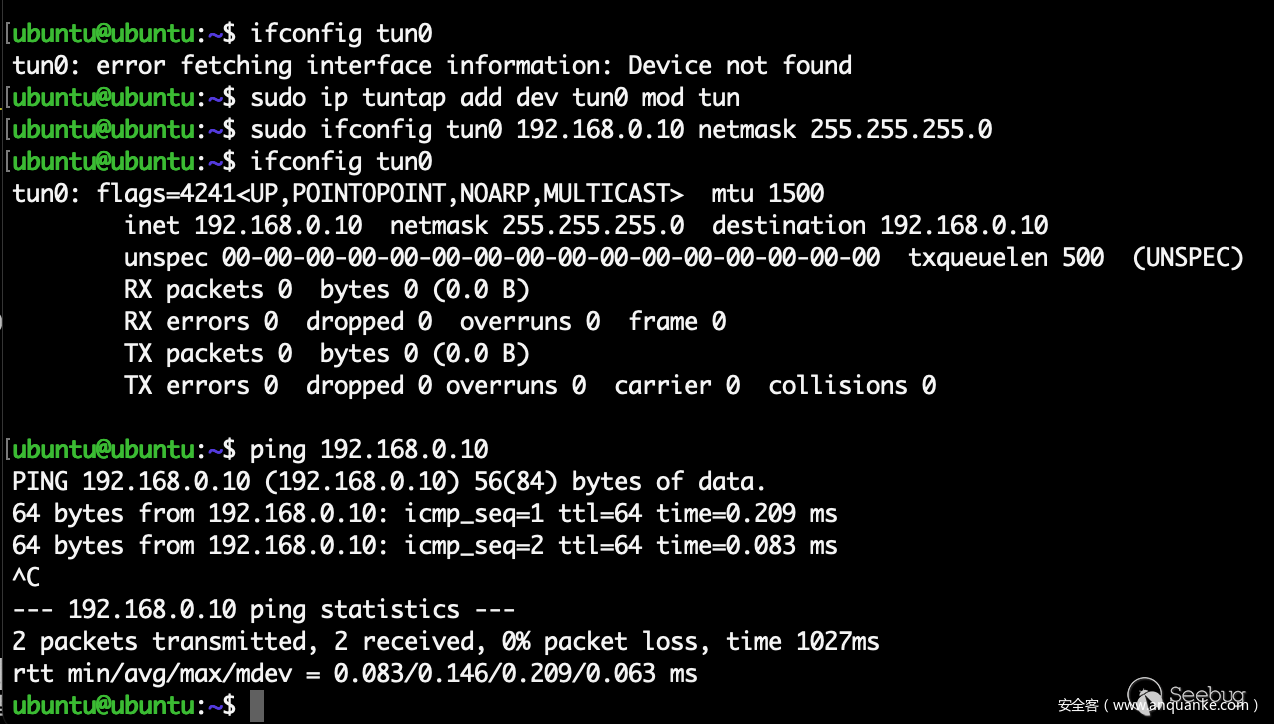 [ubuntu@ubuntu:~$ ifconfig tun0
tun0: error fetching interface information: Device not found
[ubuntu@ubuntu:~$ sudo ip tuntap add dev tun0 mod tun
[ubuntu@ubuntu:~$ sudo ifconfig tun0 192.168.0.10 netmask 255.255.255.0
[ubuntu@ubuntu:~$ ifconfig tun0
tun0: flags=4241<UP,POINTOPOINT,NOARP,MULTICAST>  mtu 1500
        inet 192.168.0.10  netmask 255.255.255.0  destination 192.168.0.10
        unspec 00-00-00-00-00-00-00-00-00-00-00-00-00-00-00-00  txqueuelen 500  (UNSPEC)
        RX packets 0  bytes 0 (0.0 B)
        RX errors 0  dropped 0  overruns 0  frame 0
        TX packets 0  bytes 0 (0.0 B)
        TX errors 0  dropped 0 overruns 0  carrier 0  collisions 0
[ubuntu@ubuntu:~$ ping 192.168.0.10
PING 192.168.0.10 (192.168.0.10) 56(84) bytes of data.
64 bytes from 192.168.0.10: icmp_seq=1 ttl=64 time=0.209 ms
64 bytes from 192.168.0.10: icmp_seq=2 ttl=64 time=0.083 ms
^C
--- 192.168.0.10 ping statistics ---
2 packets transmitted, 2 received, 0% packet loss, time 1027ms
rtt min/avg/max/mdev = 0.083/0.146/0.209/0.063 ms
ubuntu@ubuntu:~$
Seebug
安全客（www.anquanke.com）